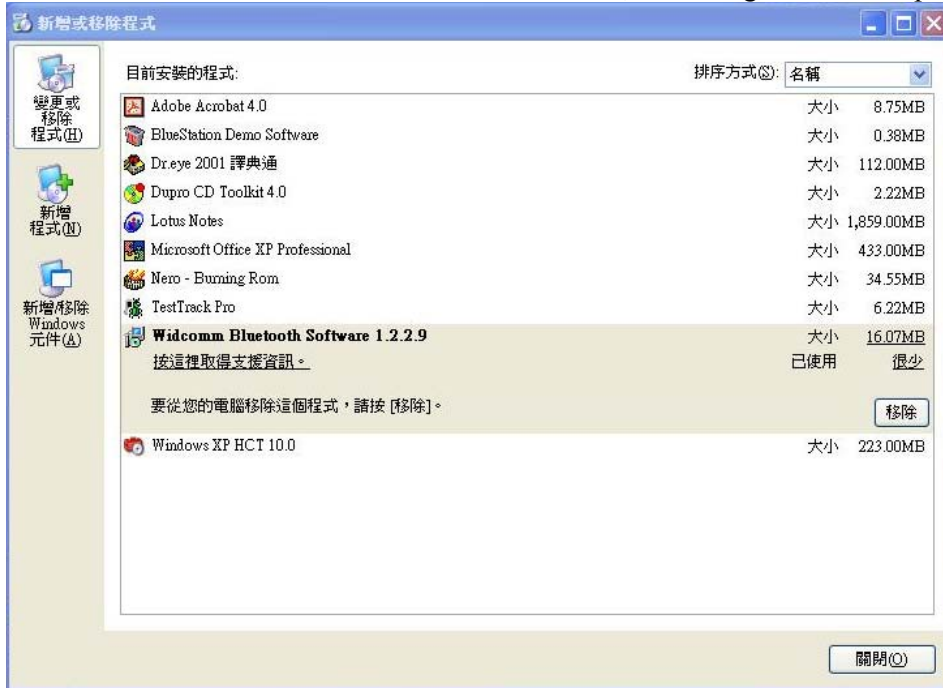 新增或移除程式
變更或
移除
程式(H)
新增
程式(N)
新增/移除
Windows
元件(A)
目前安裝的程式:
排序方式(S): 名稱
Adobe Acrobat 4.0 大小 8.75MB
BlueStation Demo Software 大小 0.38MB
Dr.eye 2001 譯典通 大小 112.00MB
Dupro CD Toolkit 4.0 大小 2.22MB
Lotus Notes 大小 1,859.00MB
Microsoft Office XP Professional 大小 433.00MB
Nero - Burning Rom 大小 34.55MB
TestTrack Pro 大小 6.22MB
Widcomm Bluetooth Software 1.2.2.9 大小 16.07MB
按這裡取得支援資訊。 已使用 很少
要從您的電腦移除這個程式，請按 [移除]。 移除
Windows XP HCT 10.0 大小 223.00MB
關閉(O)